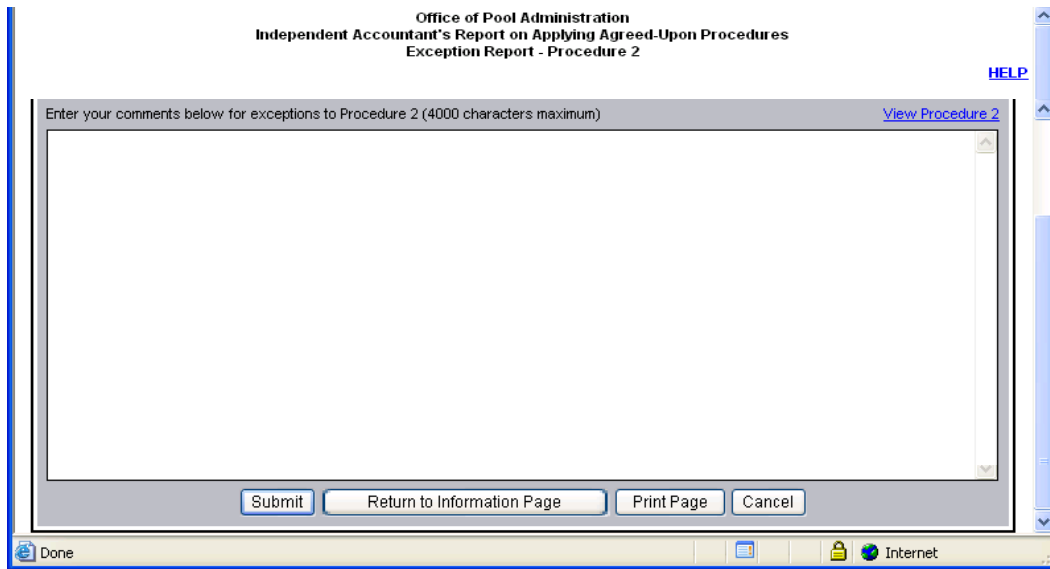 Office of Pool Administration
Independent Accountant's Report on Applying Agreed-Upon Procedures
Exception Report - Procedure 2
HELP
Enter your comments below for exceptions to Procedure 2 (4000 characters maximum) View Procedure 2
Submit Return to Information Page Print Page Cancel
Done Internet